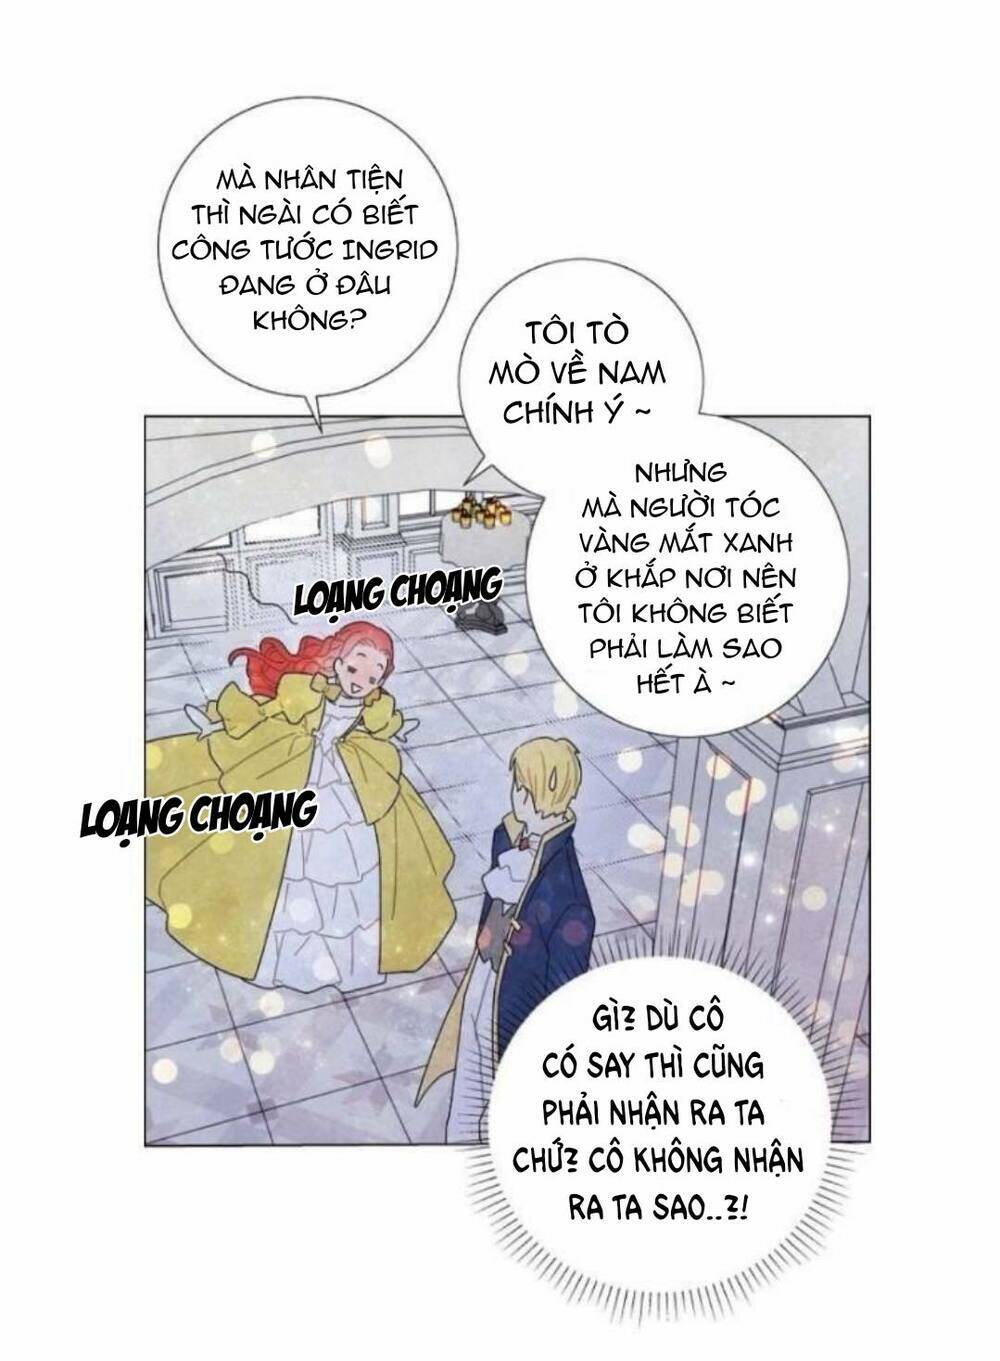 MÀ NHÂN TIỆN
THÌ NGÀI CÓ BIẾT
CÔNG TƯỚC INGRID
ĐANG Ở ĐÂU
KHÔNG?
TÔI TÒ
MÒ VỀ NAM
CHÍNH Ý ~
NHƯNG
MÀ NGƯỜI TÓC
VÀNG MẮT XANH
Ở KHẮP NƠI NÊN
TÔI KHÔNG BIẾT
PHẢI LÀM SAO
HẾT À ~
LOẠNG CHOẠNG
LOẠNG CHOẠNG
GÌ? DÙ CÔ
CÓ SAY THÌ CŨNG
PHẢI NHẬN RA TA
CHỨ? CÔ KHÔNG NHẬN
RA TA SAO..?!